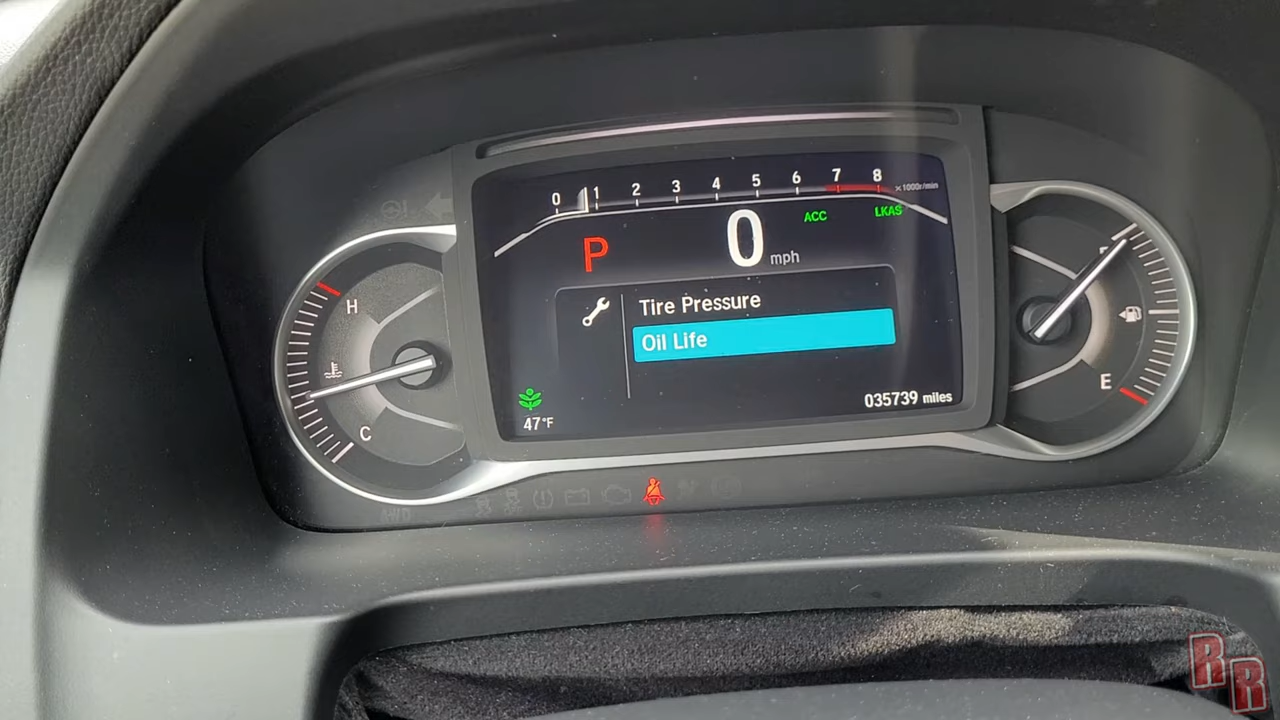 0 1 2 3 4 5 6 7 8 ×1000r/min
ACC LKAS
P 0 mph
H
Tire Pressure
Oil Life
E
C
035739 miles
47°F
AWD
RR